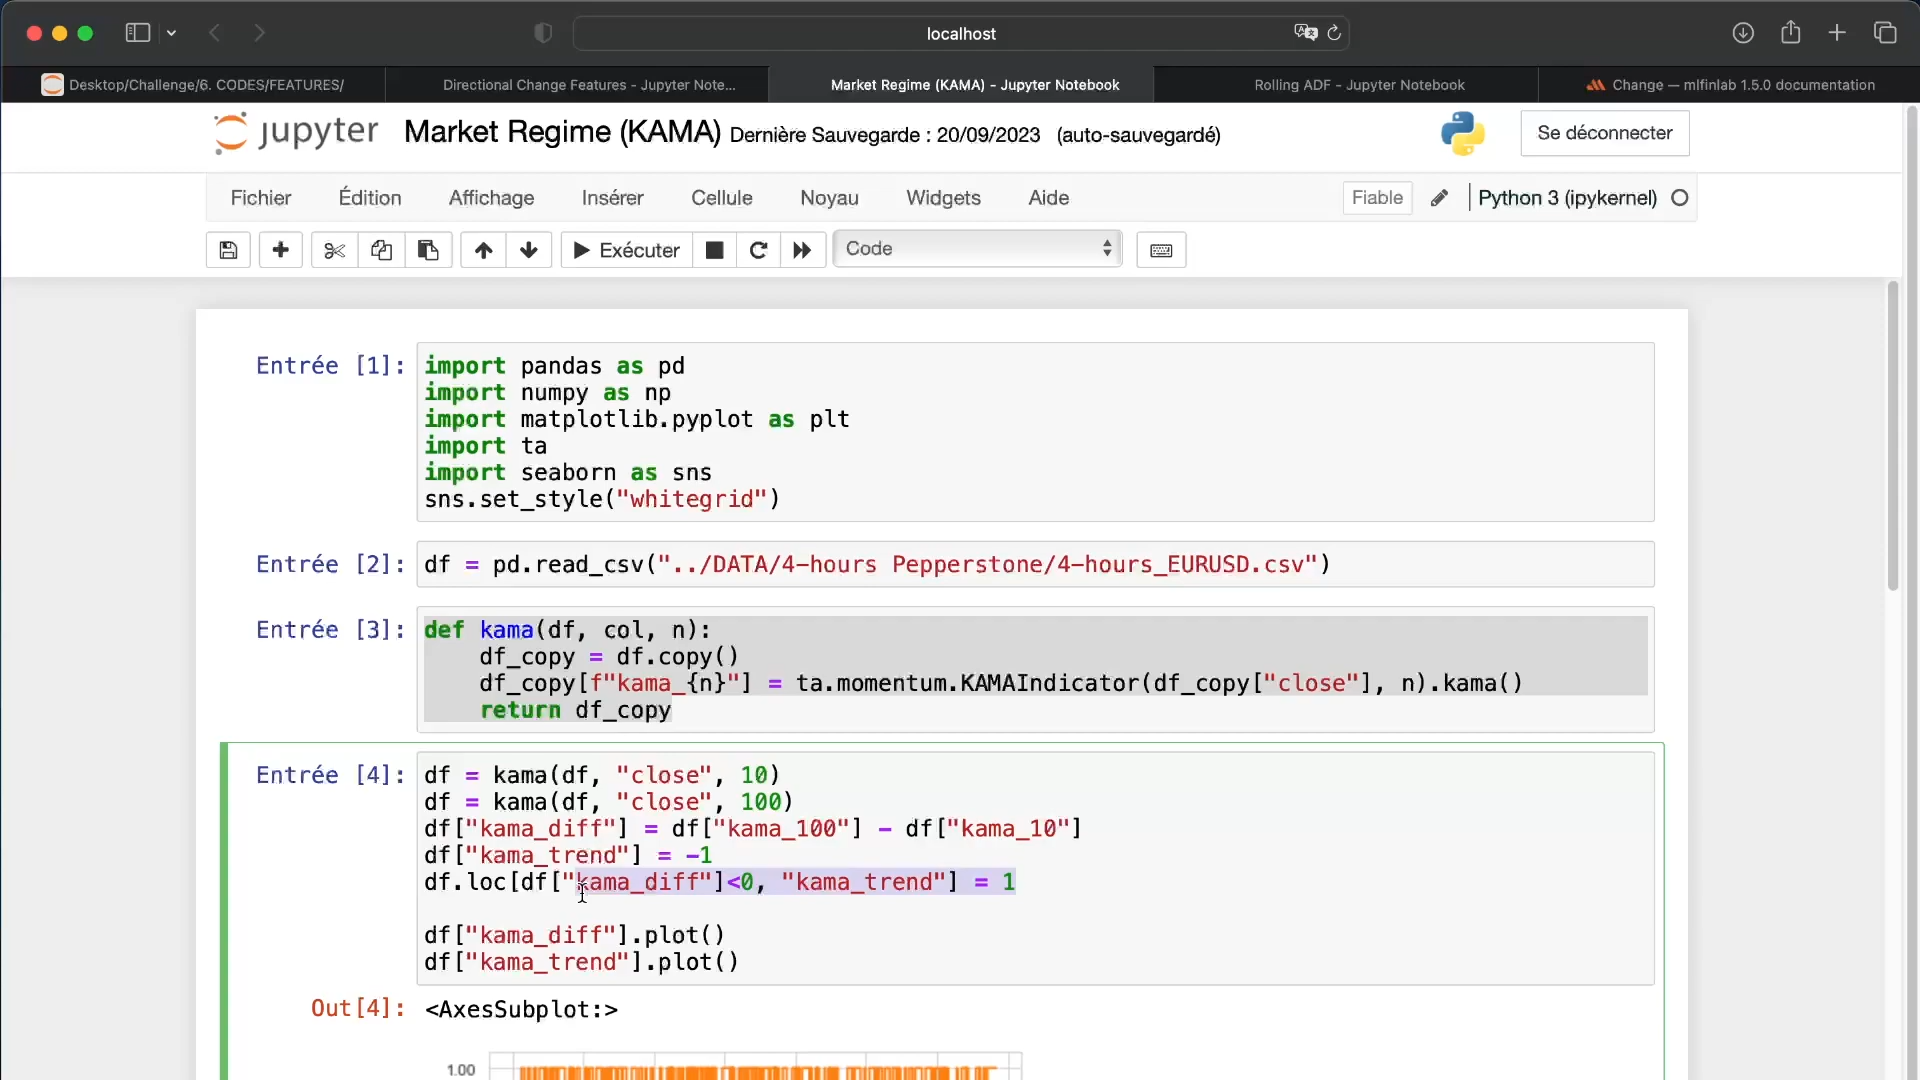 localhost
Desktop/Challenge/6. CODES/FEATURES/
Directional Change Features - Jupyter Note...
Market Regime (KAMA) - Jupyter Notebook
Rolling ADF - Jupyter Notebook
Change — mlfinlab 1.5.0 documentation
jupyter Market Regime (KAMA) Dernière Sauvegarde : 20/09/2023 (auto-sauvegardé)
Se déconnecter
Fichier Édition Affichage Insérer Cellule Noyau Widgets Aide
Fiable Python 3 (ipykernel)
Exécuter Code
Entrée [1]: import pandas as pd
import numpy as np
import matplotlib.pyplot as plt
import ta
import seaborn as sns
sns.set_style("whitegrid")
Entrée [2]: df = pd.read_csv("../DATA/4-hours Pepperstone/4-hours_EURUSD.csv")
Entrée [3]: def kama(df, col, n):
df_copy = df.copy()
df_copy[f"kama_{n}"] = ta.momentum.KAMAIndicator(df_copy["close"], n).kama()
return df_copy
Entrée [4]: df = kama(df, "close", 10)
df = kama(df, "close", 100)
df["kama_diff"] = df["kama_100"] - df["kama_10"]
df["kama_trend"] = -1
df.loc[df["kama_diff"]<0, "kama_trend"] = 1
df["kama_diff"].plot()
df["kama_trend"].plot()
Out[4]: <AxesSubplot:>
1.00